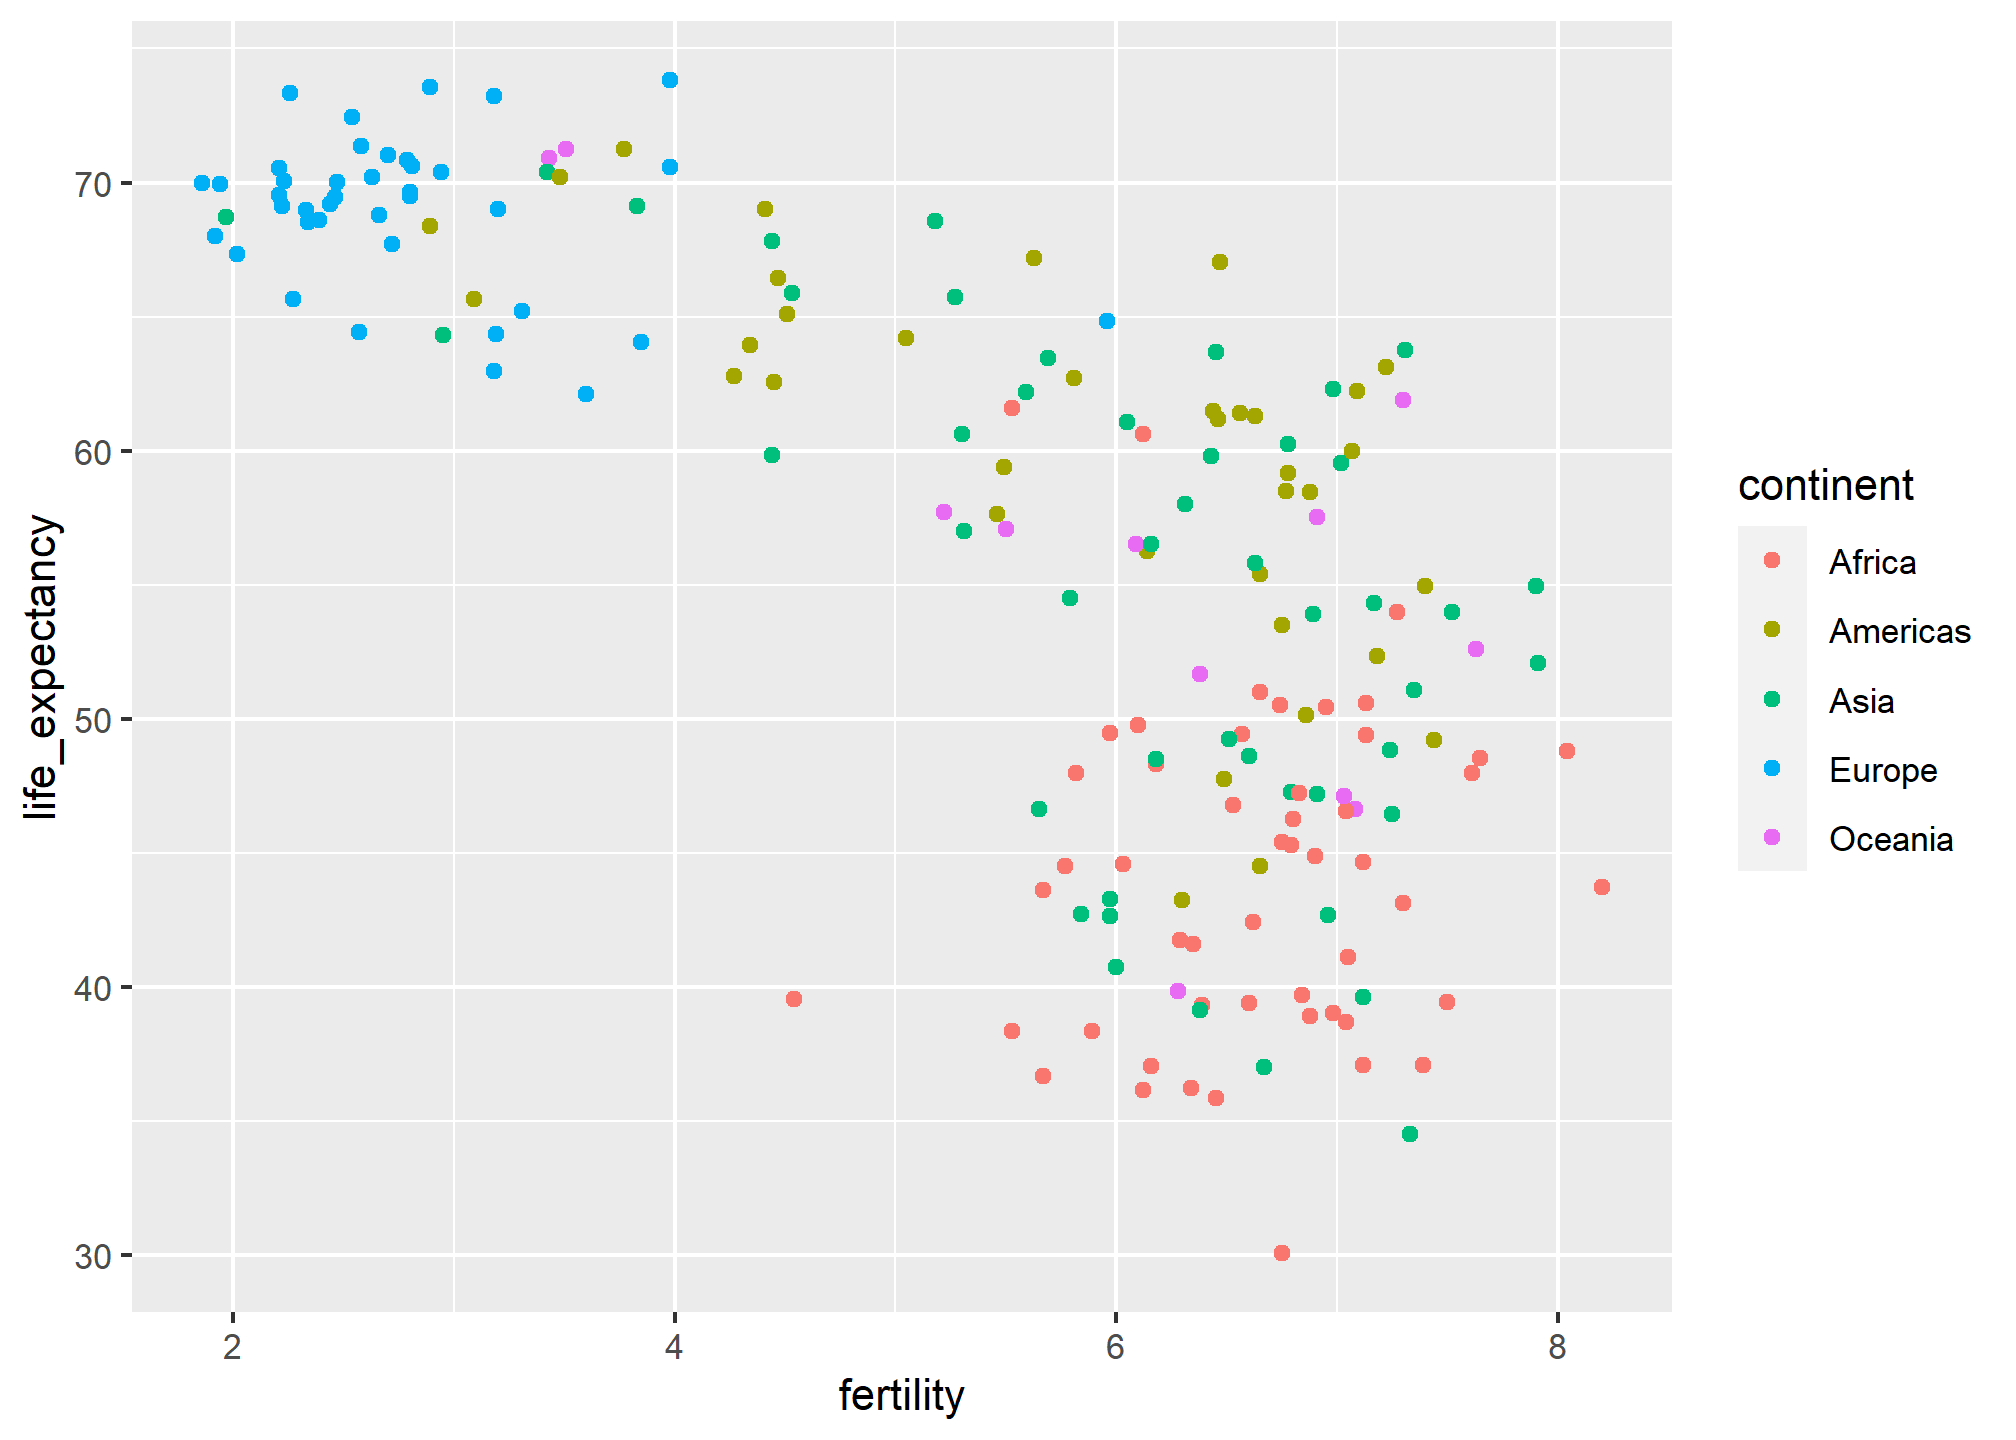 life_expectancy
70
60
50
40
30
2
4
6
8
fertility
continent
Africa
Americas
Asia
Europe
Oceania